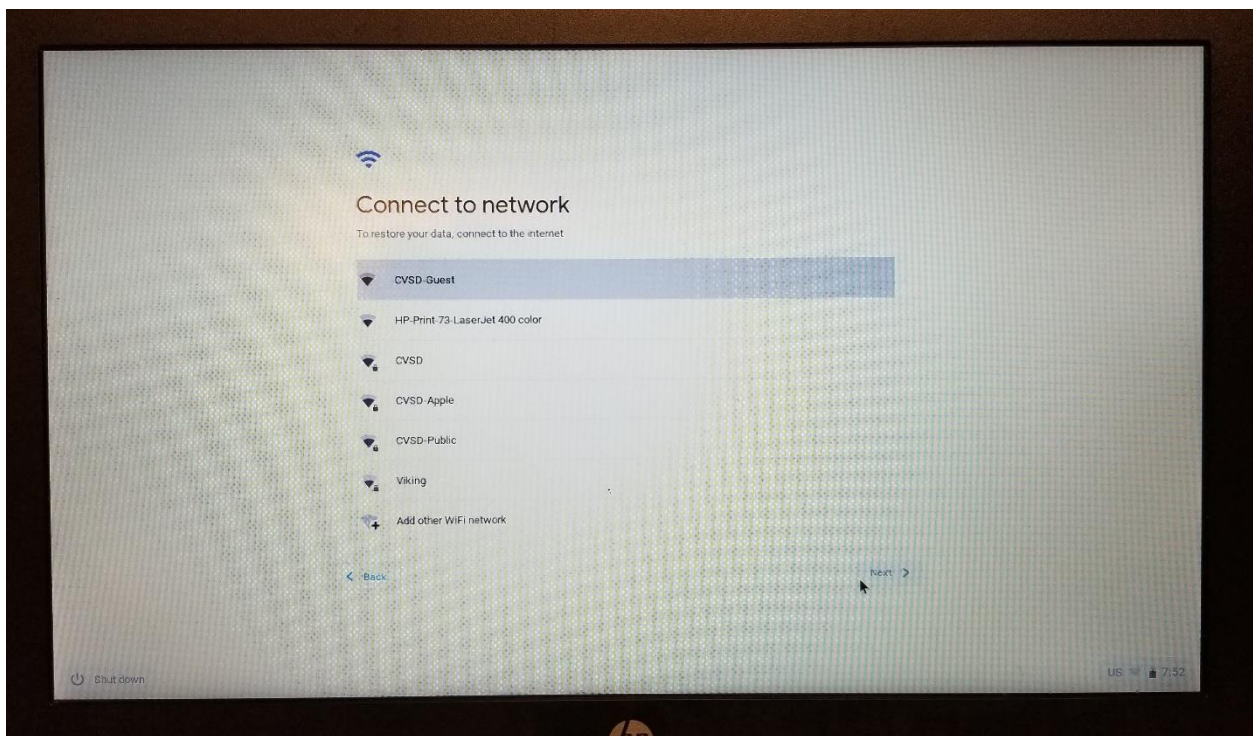 Connect to network
To restore your data, connect to the internet
CVSD-Guest
HP-Print-73-LaserJet 400 color
CVSD
CVSD-Apple
CVSD-Public
Viking
Add other WiFi network
Back
Next
Shut down
US 7:52
hp